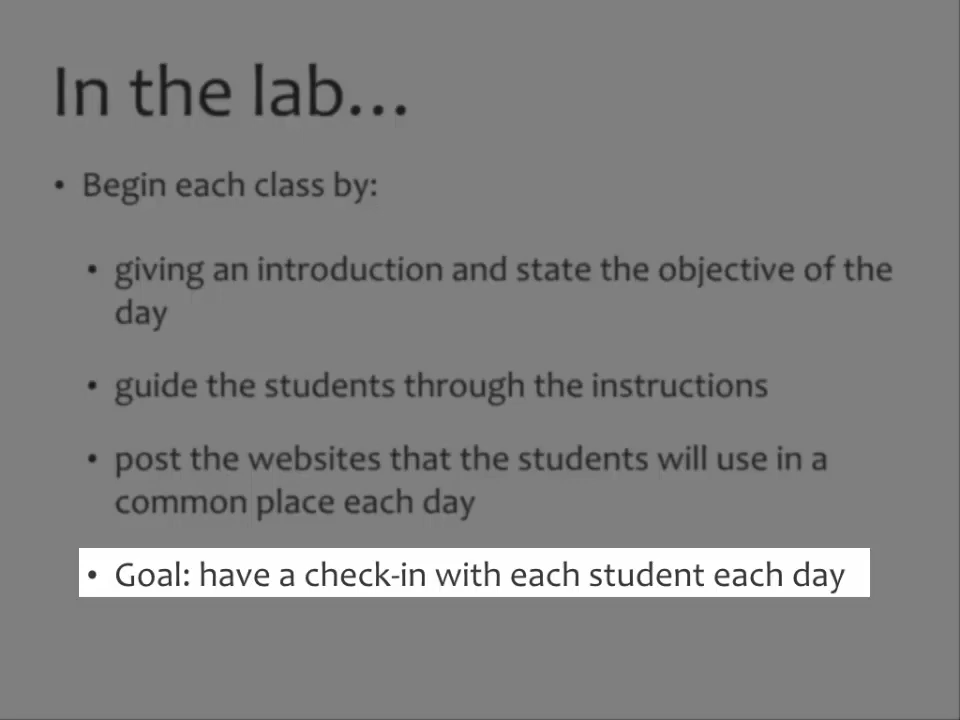 In the lab...
• Begin each class by:
• giving an introduction and state the objective of the
day
• guide the students through the instructions
• post the websites that the students will use in a
common place each day
• Goal: have a check-in with each student each day